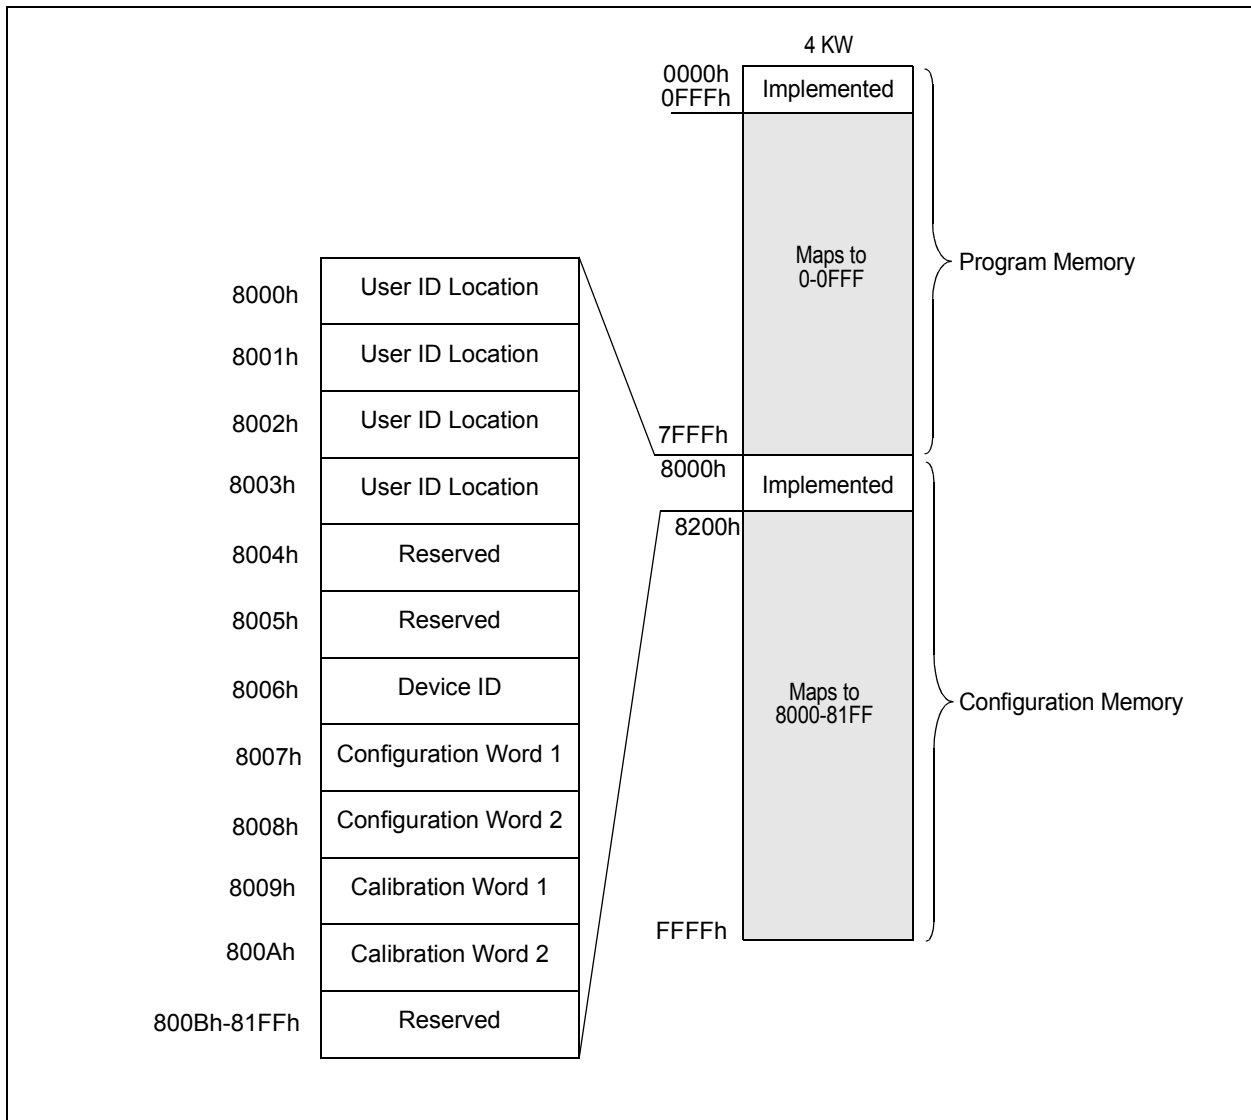 4 KW
0000h
0FFFh
Implemented
Maps to
0-0FFF
Program Memory
7FFFh
8000h
Implemented
8200h
Maps to
8000-81FF
Configuration Memory
FFFFh
8000h User ID Location
8001h User ID Location
8002h User ID Location
8003h User ID Location
8004h Reserved
8005h Reserved
8006h Device ID
8007h Configuration Word 1
8008h Configuration Word 2
8009h Calibration Word 1
800Ah Calibration Word 2
800Bh-81FFh Reserved